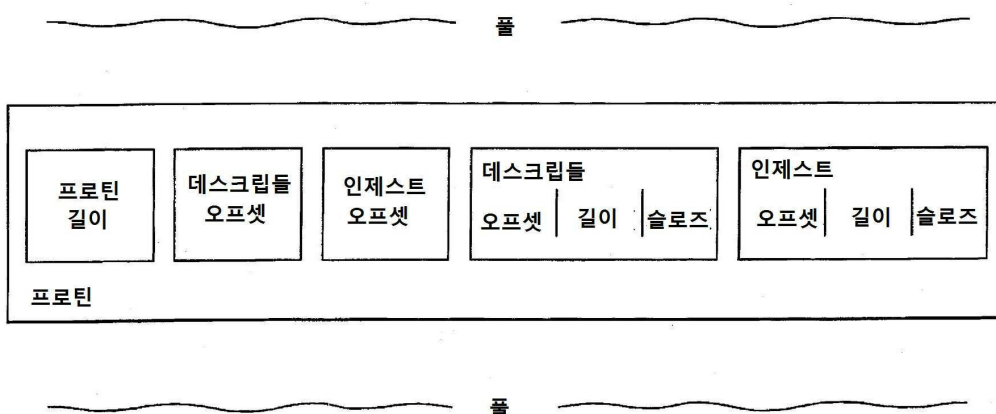 풀
프로틴
길이
데스크립들
오프셋
인제스트
오프셋
데스크립들
오프셋 길이 슬로즈
인제스트
오프셋 길이 슬로즈
프로틴
풀